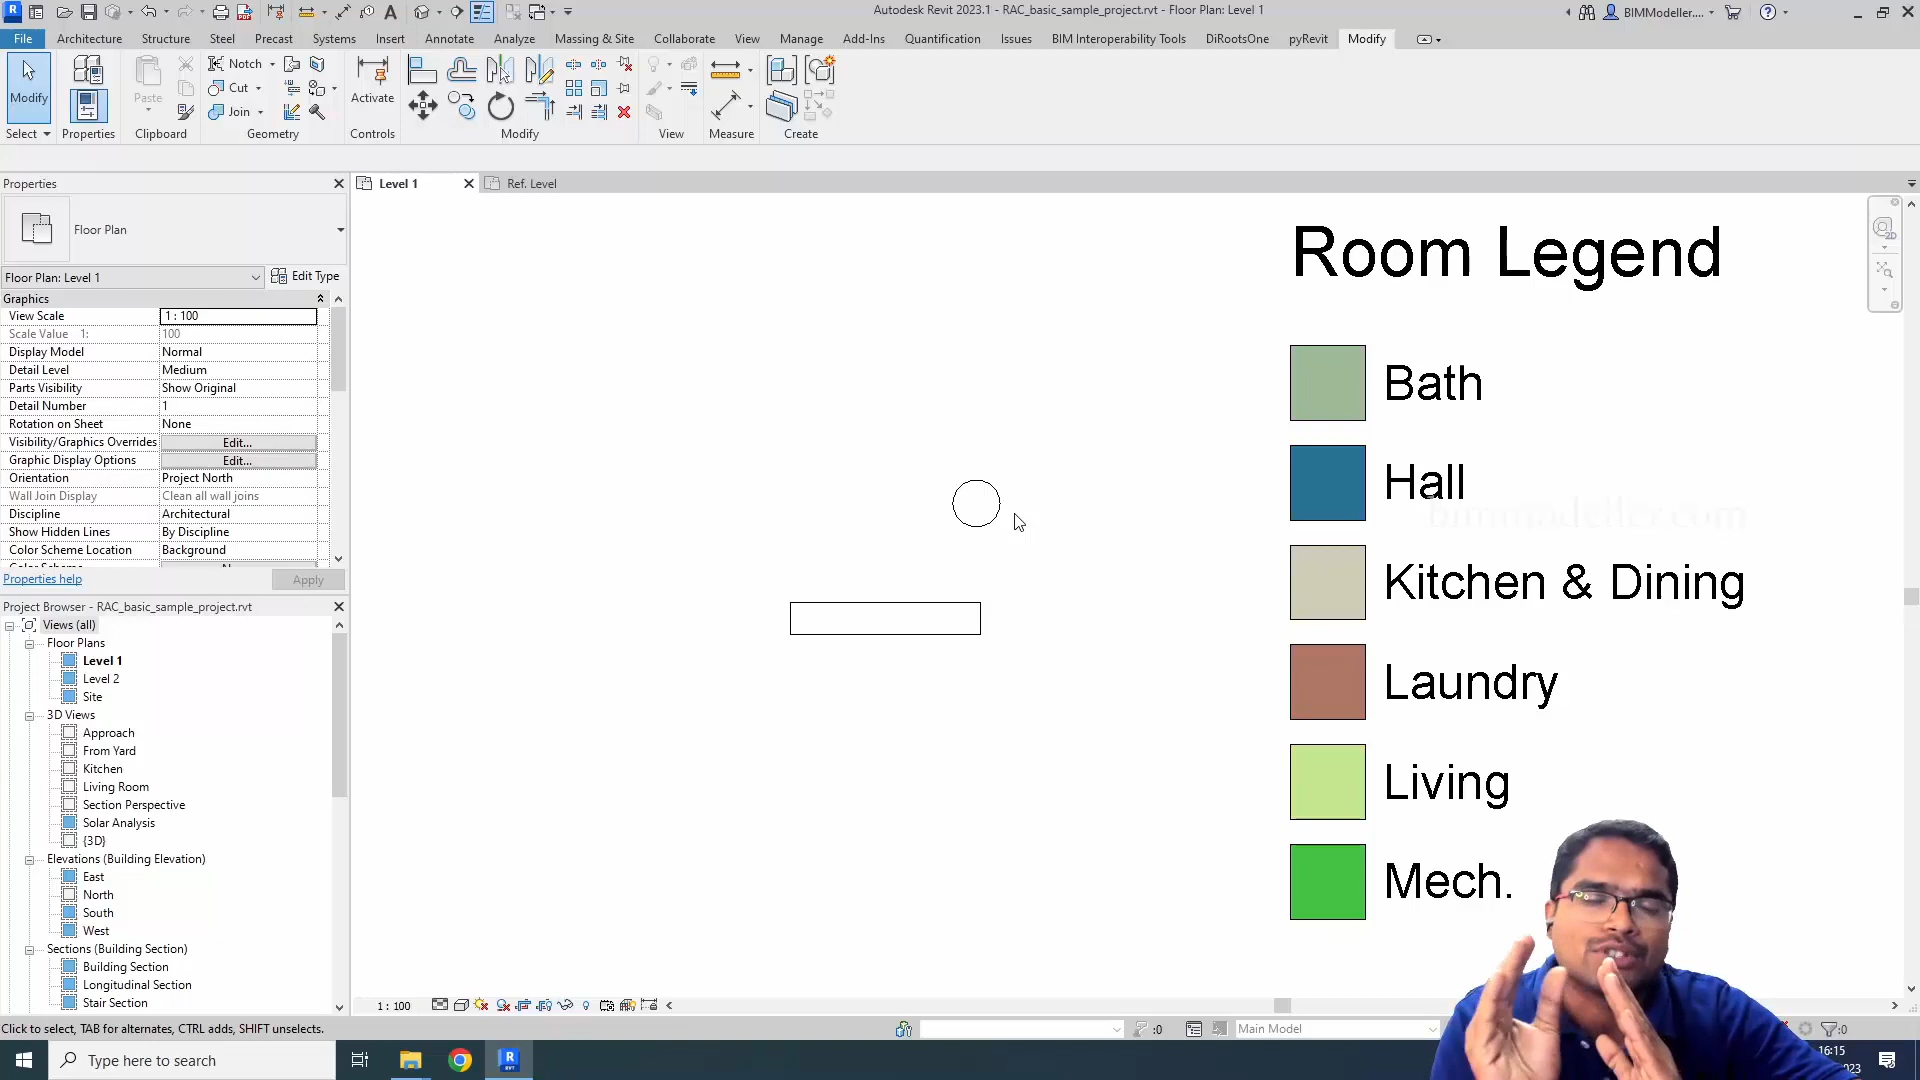 Autodesk Revit 2023.1 - RAC_basic_sample_project.rvt - Floor Plan: Level 1
BIMModeller....
File Architecture Structure Steel Precast Systems Insert Annotate Analyze Massing & Site Collaborate View Manage Add-Ins Quantification Issues BIM Interoperability Tools DiRootsOne pyRevit Modify
Modify
Paste
Notch
Cut
Join
Activate
Select Properties Clipboard Geometry Controls Modify View Measure Create
Properties
Level 1
Ref. Level
Floor Plan
Floor Plan: Level 1
Edit Type
Graphics
View Scale 1 : 100
Scale Value 1: 100
Display Model Normal
Detail Level Medium
Parts Visibility Show Original
Detail Number 1
Rotation on Sheet None
Visibility/Graphics Overrides Edit...
Graphic Display Options Edit...
Orientation Project North
Wall Join Display Clean all wall joins
Discipline Architectural
Show Hidden Lines By Discipline
Color Scheme Location Background
Properties help
Apply
Project Browser - RAC_basic_sample_project.rvt
Views (all)
Floor Plans
Level 1
Level 2
Site
3D Views
Approach
From Yard
Kitchen
Living Room
Section Perspective
Solar Analysis
{3D}
Elevations (Building Elevation)
East
North
South
West
Sections (Building Section)
Building Section
Longitudinal Section
Stair Section
Room Legend
Bath
Hall
bimmodeller.com
Kitchen & Dining
Laundry
Living
Mech.
2D
1 : 100
Click to select, TAB for alternates, CTRL adds, SHIFT unselects.
:0
Main Model
:0
Type here to search
16:15